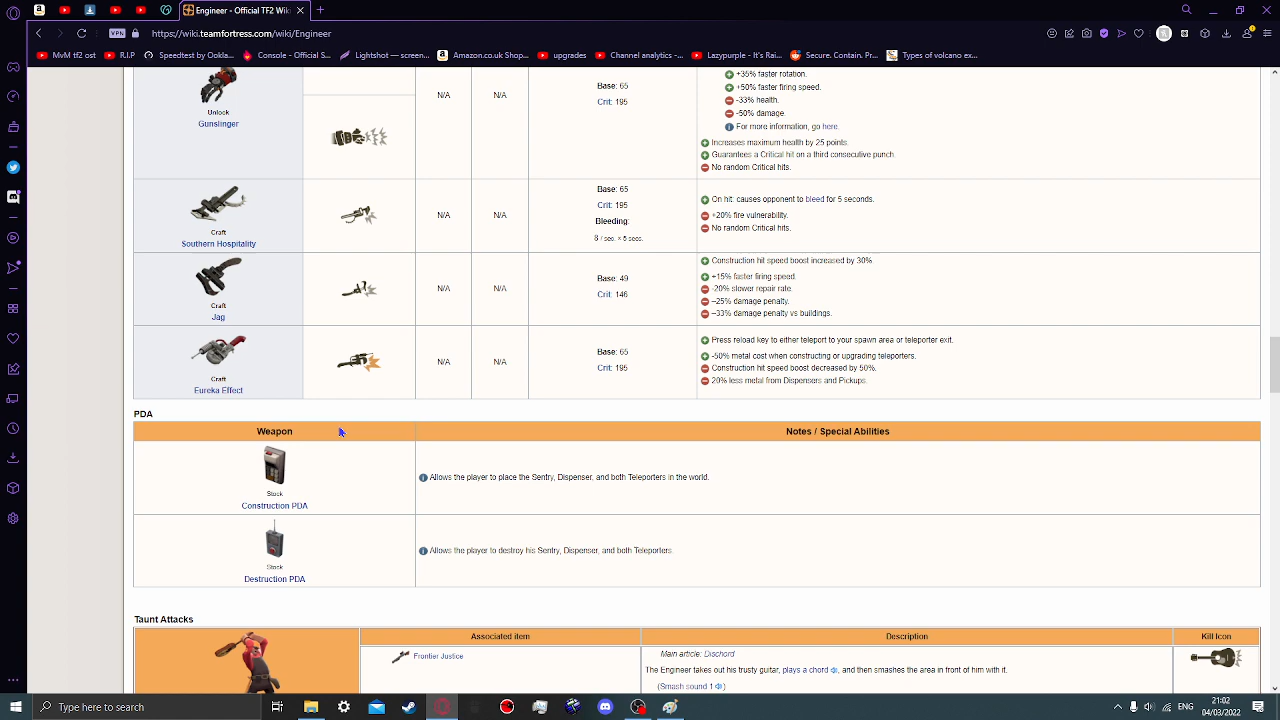 Engineer - Official TF2 Wiki
VPN
https://wiki.teamfortress.com/wiki/Engineer
MvM tf2 ost
R.I.P
Speedtest by Ookla...
Console - Official S...
Lightshot — screen...
Amazon.co.uk Shop...
upgrades
Channel analytics -...
Lazypurple - It's Rai...
Secure. Contain. Pr...
Types of volcano ex...
Unlock
Gunslinger
N/A
N/A
Base: 65
Crit: 195
+35% faster rotation.
+50% faster firing speed.
-33% health.
-50% damage.
For more information, go here.
Increases maximum health by 25 points.
Guarantees a Critical hit on a third consecutive punch.
No random Critical hits.
Craft
Southern Hospitality
N/A
N/A
Base: 65
Crit: 195
Bleeding:
8 / sec. × 5 secs.
On hit: causes opponent to bleed for 5 seconds.
+20% fire vulnerability.
No random Critical hits.
Craft
Jag
N/A
N/A
Base: 49
Crit: 146
Construction hit speed boost increased by 30%
+15% faster firing speed.
-20% slower repair rate.
–25% damage penalty.
–33% damage penalty vs buildings.
Craft
Eureka Effect
N/A
N/A
Base: 65
Crit: 195
Press reload key to either teleport to your spawn area or teleporter exit.
-50% metal cost when constructing or upgrading teleporters.
Construction hit speed boost decreased by 50%.
20% less metal from Dispensers and Pickups.
PDA
Weapon
Notes / Special Abilities
Stock
Construction PDA
Allows the player to place the Sentry, Dispenser, and both Teleporters in the world.
Stock
Destruction PDA
Allows the player to destroy his Sentry, Dispenser, and both Teleporters.
Taunt Attacks
Associated item
Description
Kill Icon
Frontier Justice
Main article: Dischord
The Engineer takes out his trusty guitar, plays a chord, and then smashes the area in front of him with it.
(Smash sound 1)
Type here to search
ENG
21:02
04/03/2022